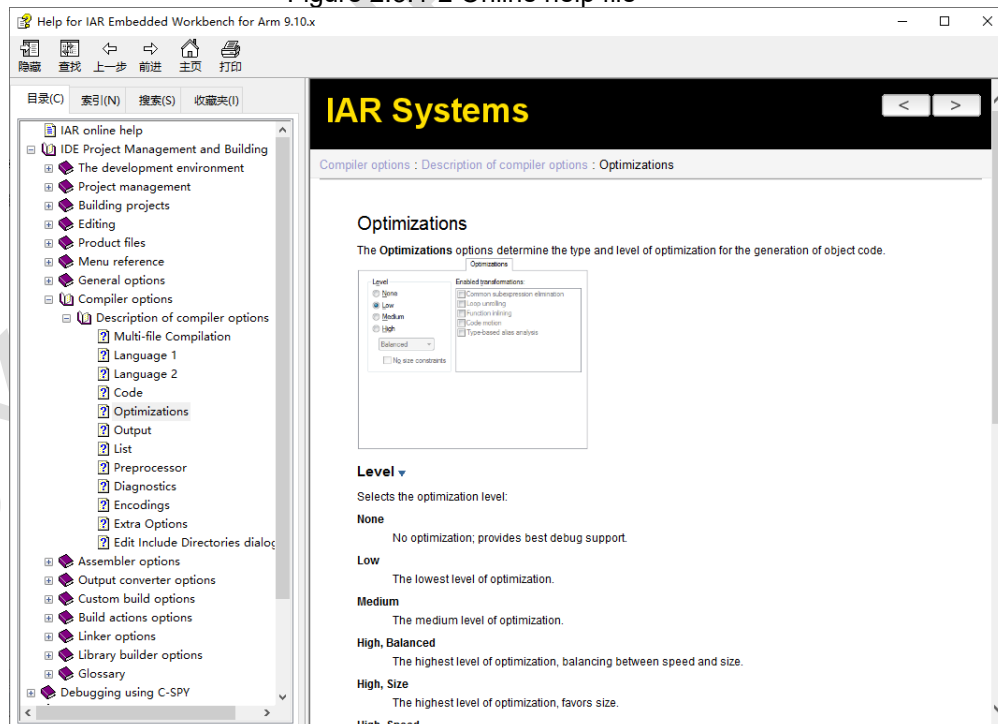 Figure 2.3.1-2 Online help file
Help for IAR Embedded Workbench for Arm 9.10.x
隐藏 查找 上一步 前进 主页 打印
目录(C) 索引(N) 搜索(S) 收藏夹(I)
IAR online help
IDE Project Management and Building
The development environment
Project management
Building projects
Editing
Product files
Menu reference
General options
Compiler options
Description of compiler options
Multi-file Compilation
Language 1
Language 2
Code
Optimizations
Output
List
Preprocessor
Diagnostics
Encodings
Extra Options
Edit Include Directories dialog
Assembler options
Output converter options
Custom build options
Build actions options
Linker options
Library builder options
Glossary
Debugging using C-SPY
IAR Systems
< >
Compiler options : Description of compiler options : Optimizations
Optimizations
The Optimizations options determine the type and level of optimization for the generation of object code.
Optimizations
Level
None
Low
Medium
High
Balanced
No size constraints
Enabled transformations:
Common subexpression elimination
Loop unrolling
Function inlining
Code motion
Type-based alias analysis
Level
Selects the optimization level:
None
No optimization; provides best debug support.
Low
The lowest level of optimization.
Medium
The medium level of optimization.
High, Balanced
The highest level of optimization, balancing between speed and size.
High, Size
The highest level of optimization, favors size.
High, Speed